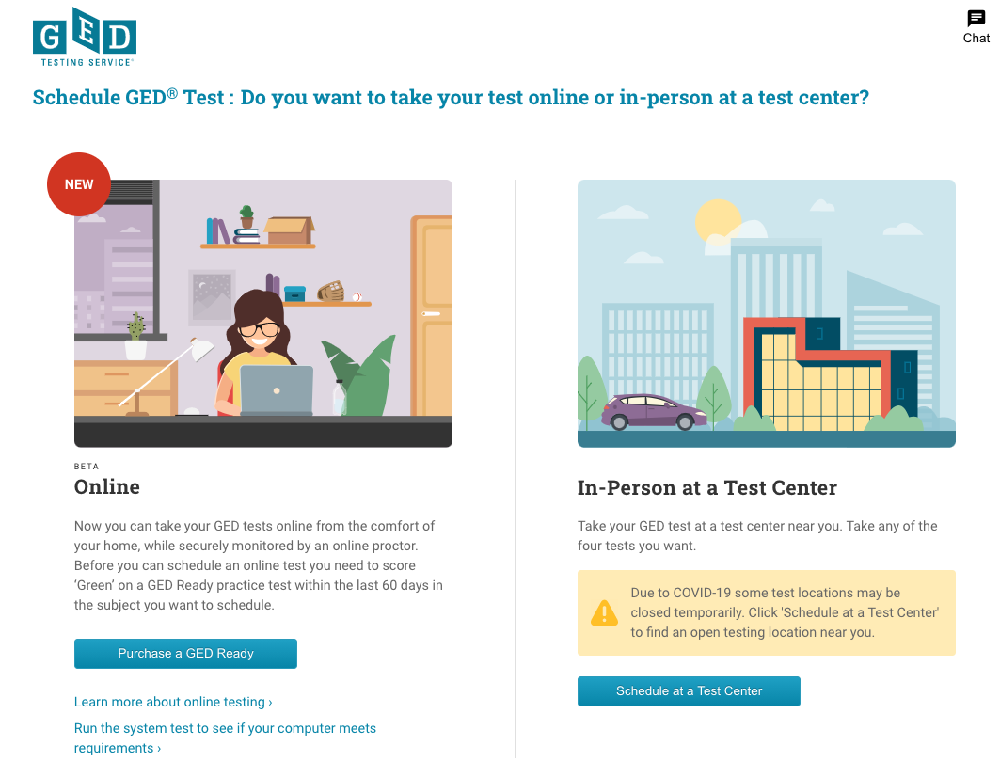 GED
TESTING SERVICE®
Chat
Schedule GED® Test : Do you want to take your test online or in-person at a test center?
NEW
BETA
Online
Now you can take your GED tests online from the comfort of
your home, while securely monitored by an online proctor.
Before you can schedule an online test you need to score
‘Green’ on a GED Ready practice test within the last 60 days in
the subject you want to schedule.
Purchase a GED Ready
Learn more about online testing ›
Run the system test to see if your computer meets
requirements ›
In-Person at a Test Center
Take your GED test at a test center near you. Take any of the
four tests you want.
Due to COVID-19 some test locations may be
closed temporarily. Click 'Schedule at a Test Center'
to find an open testing location near you.
Schedule at a Test Center